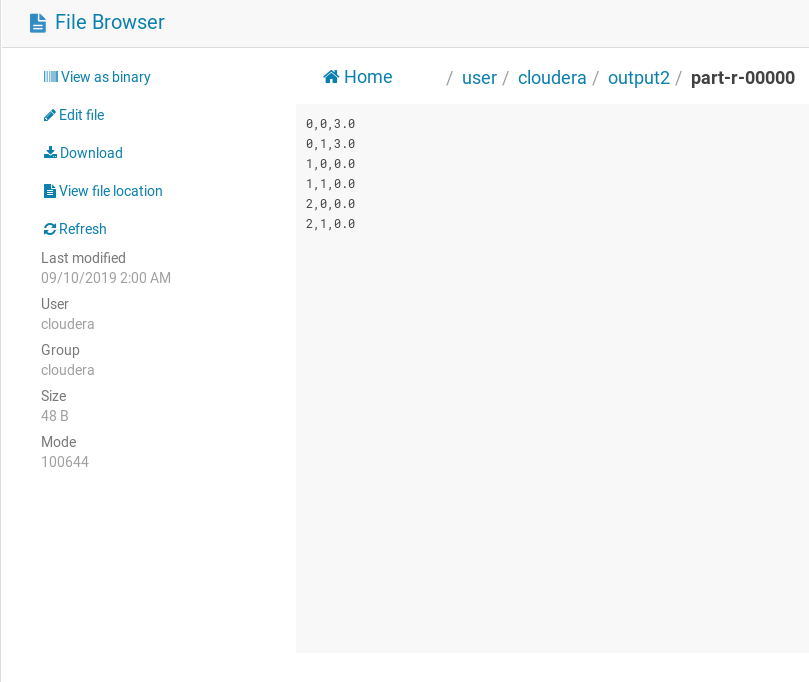 File Browser
View as binary
Edit file
Download
View file location
Refresh
Last modified
09/10/2019 2:00 AM
User
cloudera
Group
cloudera
Size
48 B
Mode
100644
Home / user / cloudera / output2 / part-r-00000
0,0,3.0
0,1,3.0
1,0,0.0
1,1,0.0
2,0,0.0
2,1,0.0